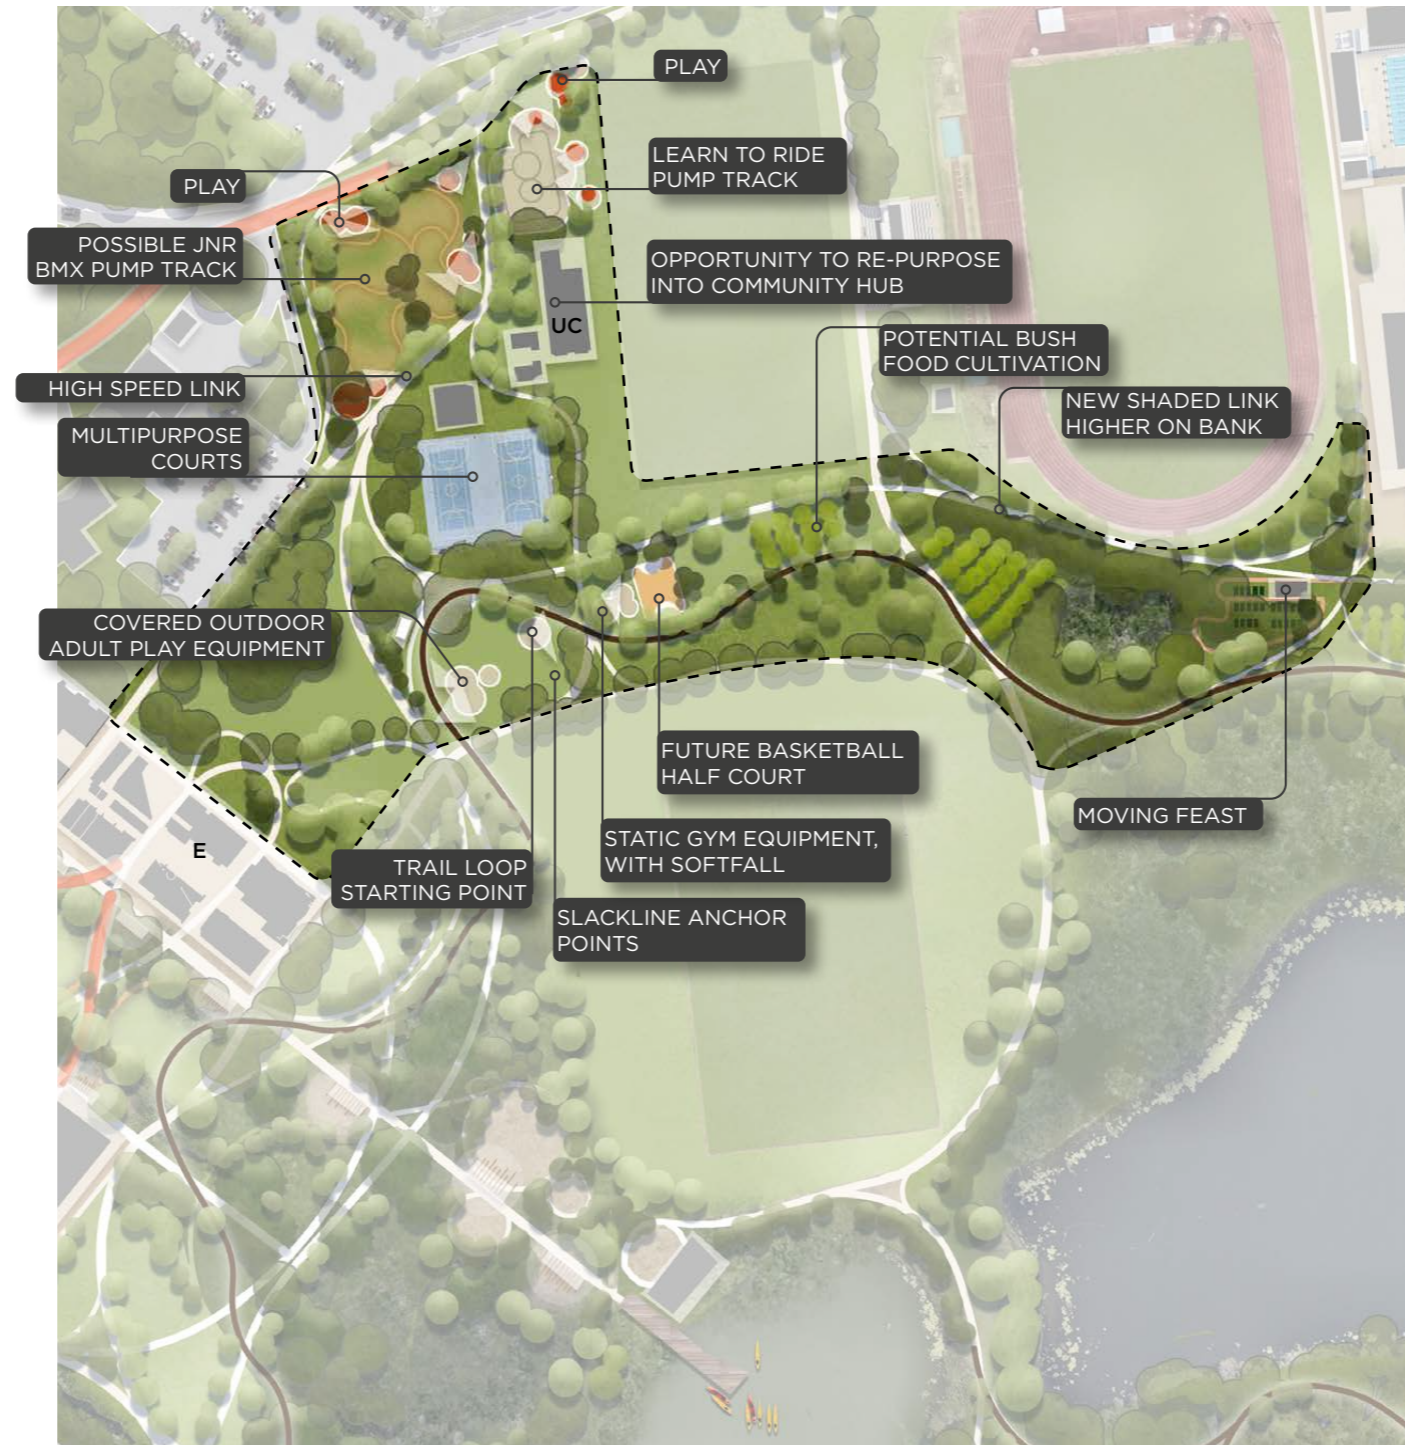 PLAY
LEARN TO RIDE
PUMP TRACK
PLAY
POSSIBLE JNR
BMX PUMP TRACK
OPPORTUNITY TO RE-PURPOSE
INTO COMMUNITY HUB
UC
POTENTIAL BUSH
FOOD CULTIVATION
HIGH SPEED LINK
NEW SHADED LINK
HIGHER ON BANK
MULTIPURPOSE
COURTS
COVERED OUTDOOR
ADULT PLAY EQUIPMENT
FUTURE BASKETBALL
HALF COURT
MOVING FEAST
STATIC GYM EQUIPMENT,
WITH SOFTFALL
E
TRAIL LOOP
STARTING POINT
SLACKLINE ANCHOR
POINTS